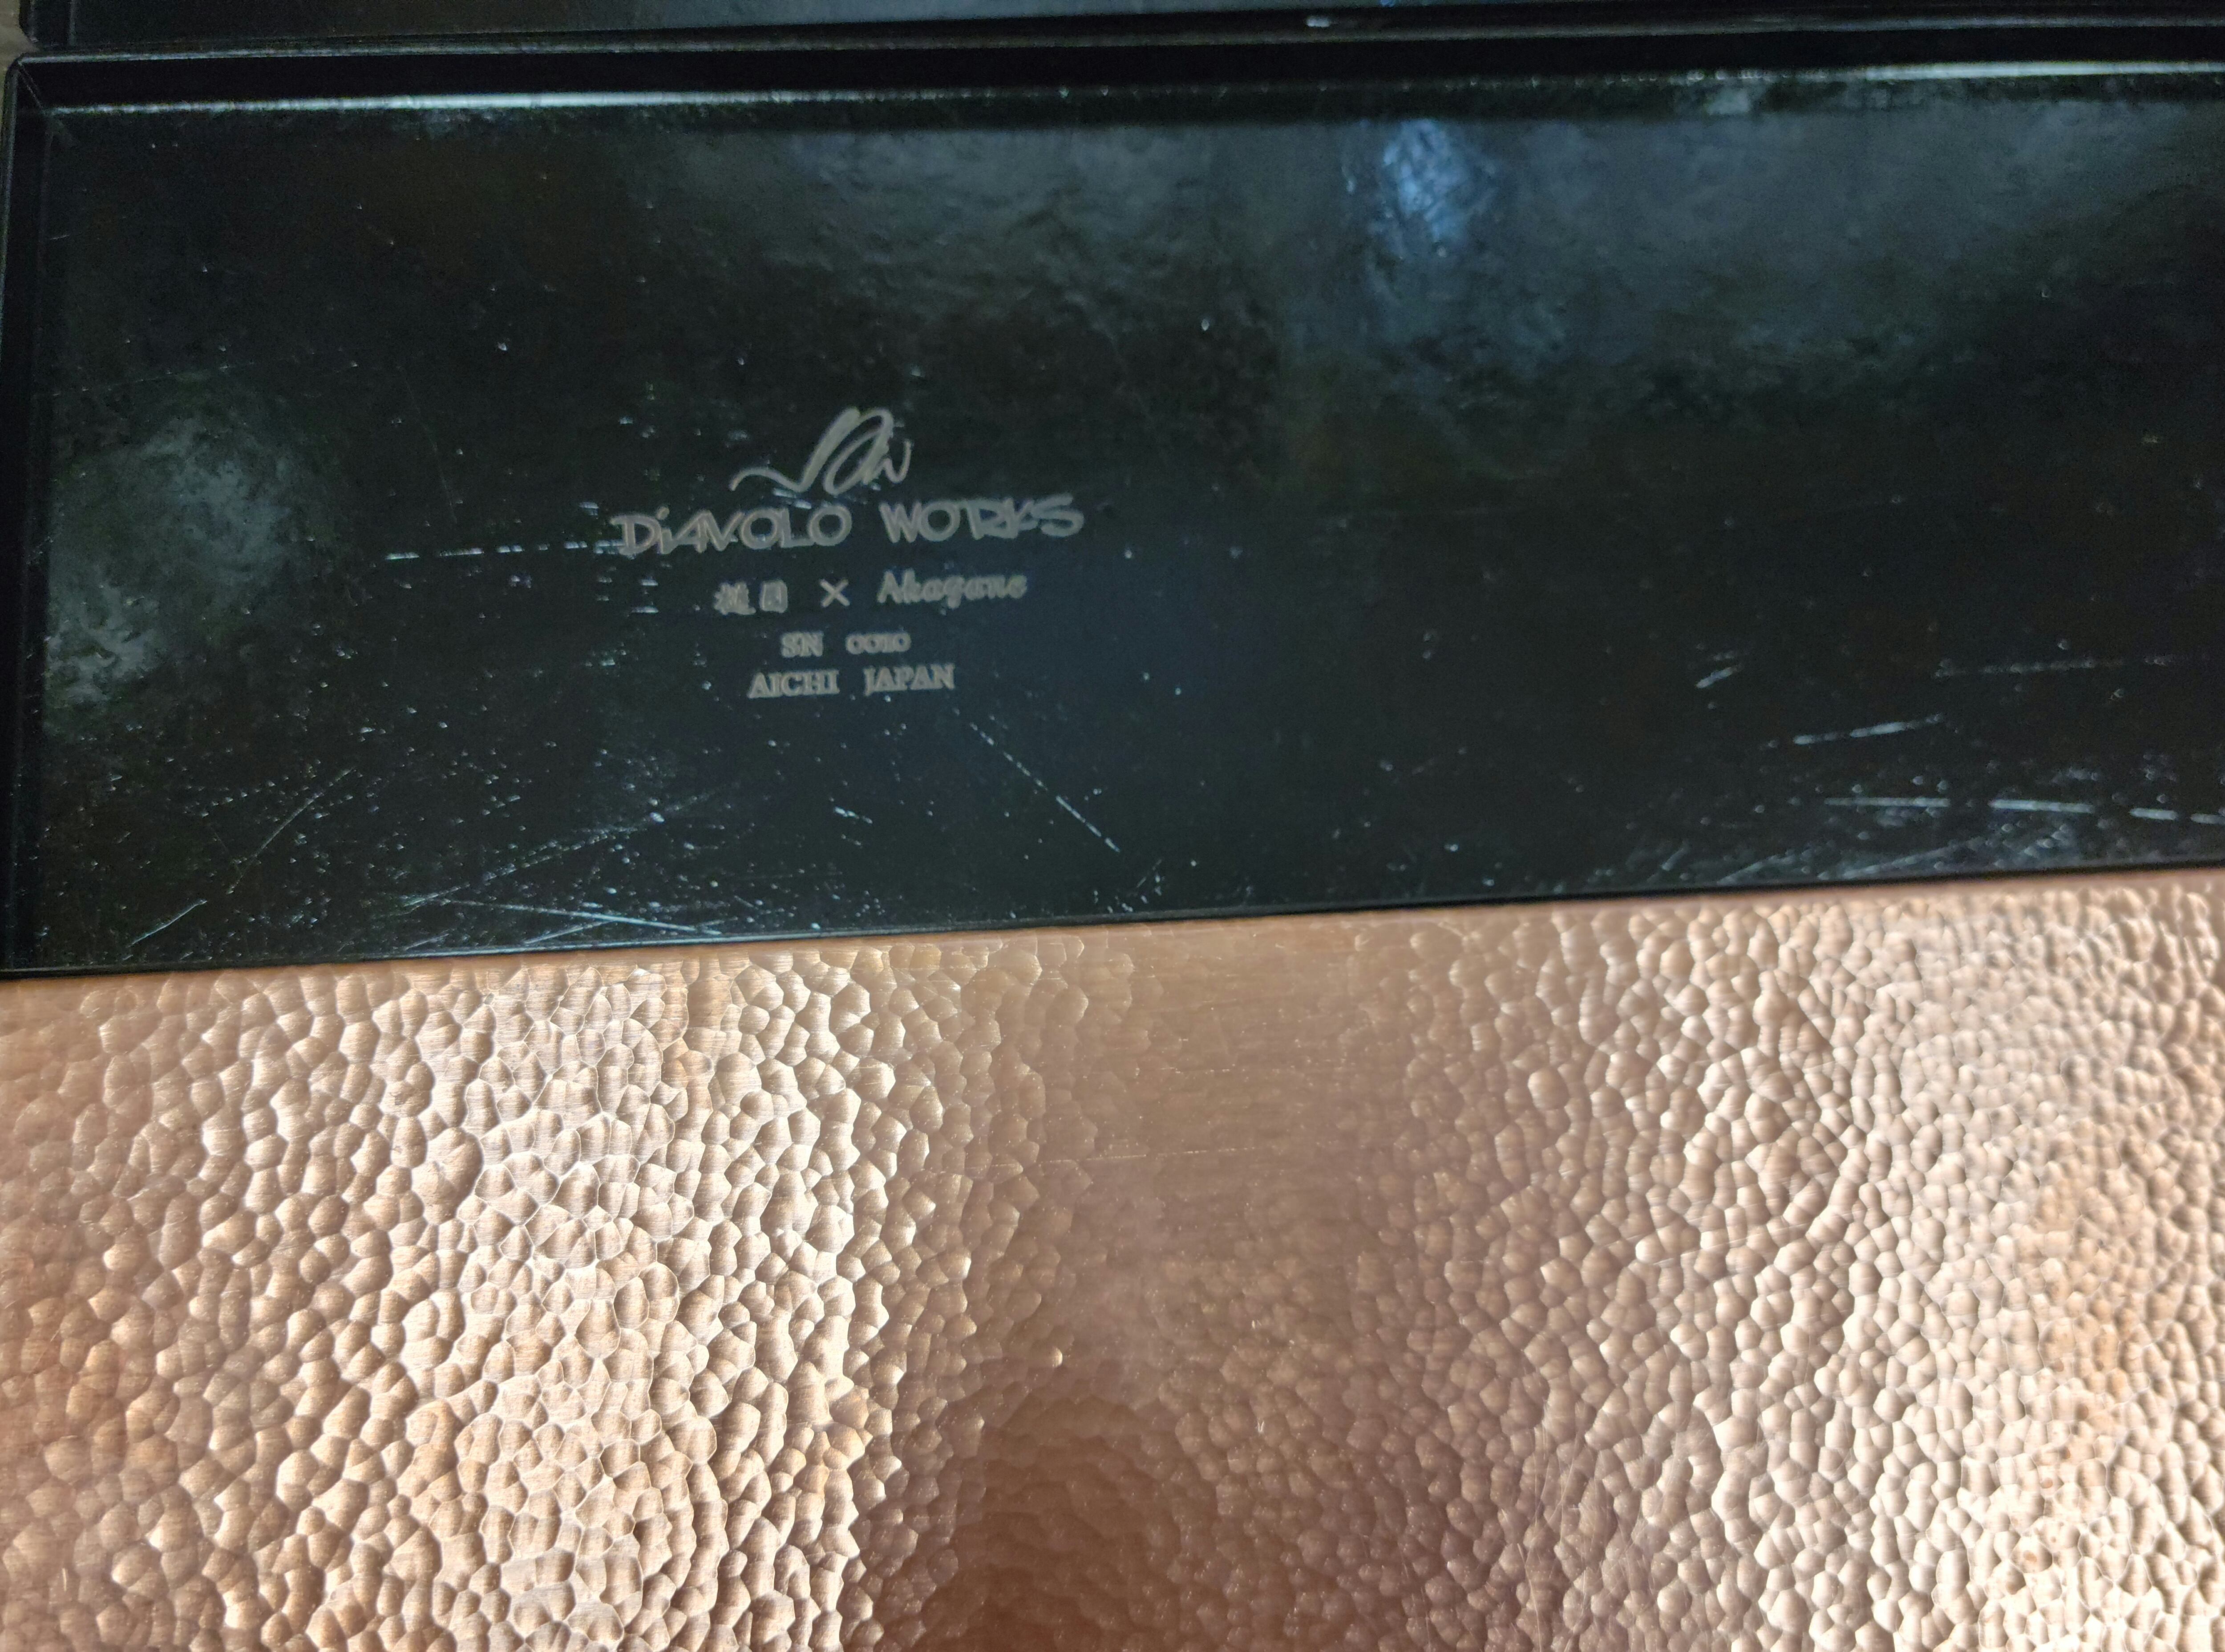 DiAVOLO WORKS
× Akagane
SN 0010
AICHI JAPAN